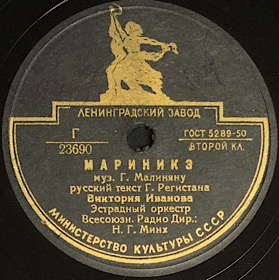 ЛЕНИНГРАДСКИЙ ЗАВОД
Г
23690
ГОСТ 5289-50
ВТОРОЙ КЛ.
МАРИНИКЭ
муз. Г. Малиняну
русский текст Г. Регистана
Виктория Иванова
Эстрадный оркестр
Всесоюзн. Радио Дир.:
Н. Г. Минх
МИНИСТЕРСТВО КУЛЬТУРЫ СССР